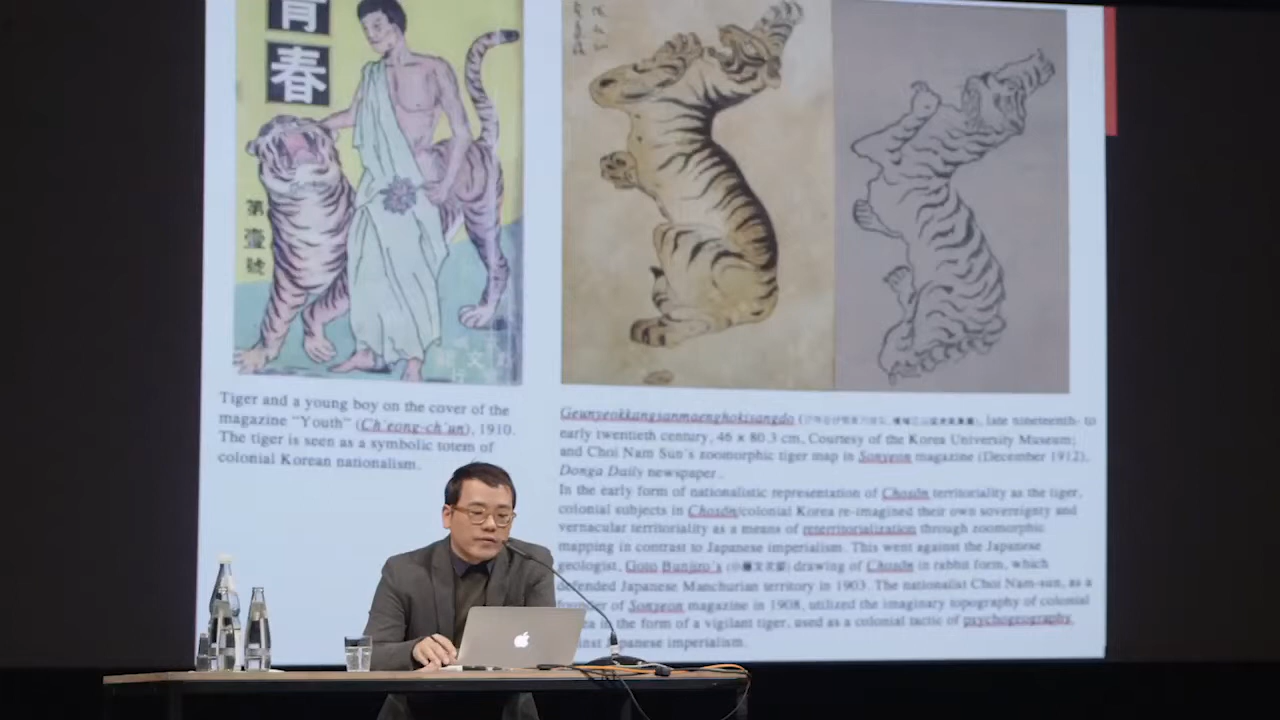 青
春
第
壹
號
文
Tiger and a young boy on the cover of the
magazine "Youth" (Ch'eong-ch'un), 1910.
The tiger is seen as a symbolic totem of
colonial Korean nationalism.
Geunyeokkangsanmaenghokisangdo ( late nineteenth- to
early twentieth century, 46 x 80.3 cm, Courtesy of the Korea University Museum;
and Choi Nam Sun's zoomorphic tiger map in Sonyeon magazine (December 1912),
Donga Daily newspaper..
In the early form of nationalistic representation of Chosŏn territoriality as the tiger,
colonial subjects in Chosŏn/colonial Korea re-imagined their own sovereignty and
vernacular territoriality as a means of reterritorialization through zoomorphic
mapping in contrast to Japanese imperialism. This went against the Japanese
geologist, Goto Bunjiro's (小藤文次郎) drawing of Chosŏn in rabbit form, which
defended Japanese Manchurian territory in 1903. The nationalist Choi Nam-sun, as a
of Sonyeon magazine in 1908, utilized the imaginary topography of colonial
in the form of a vigilant tiger, used as a colonial tactic of psychogeography
Japanese imperialism.